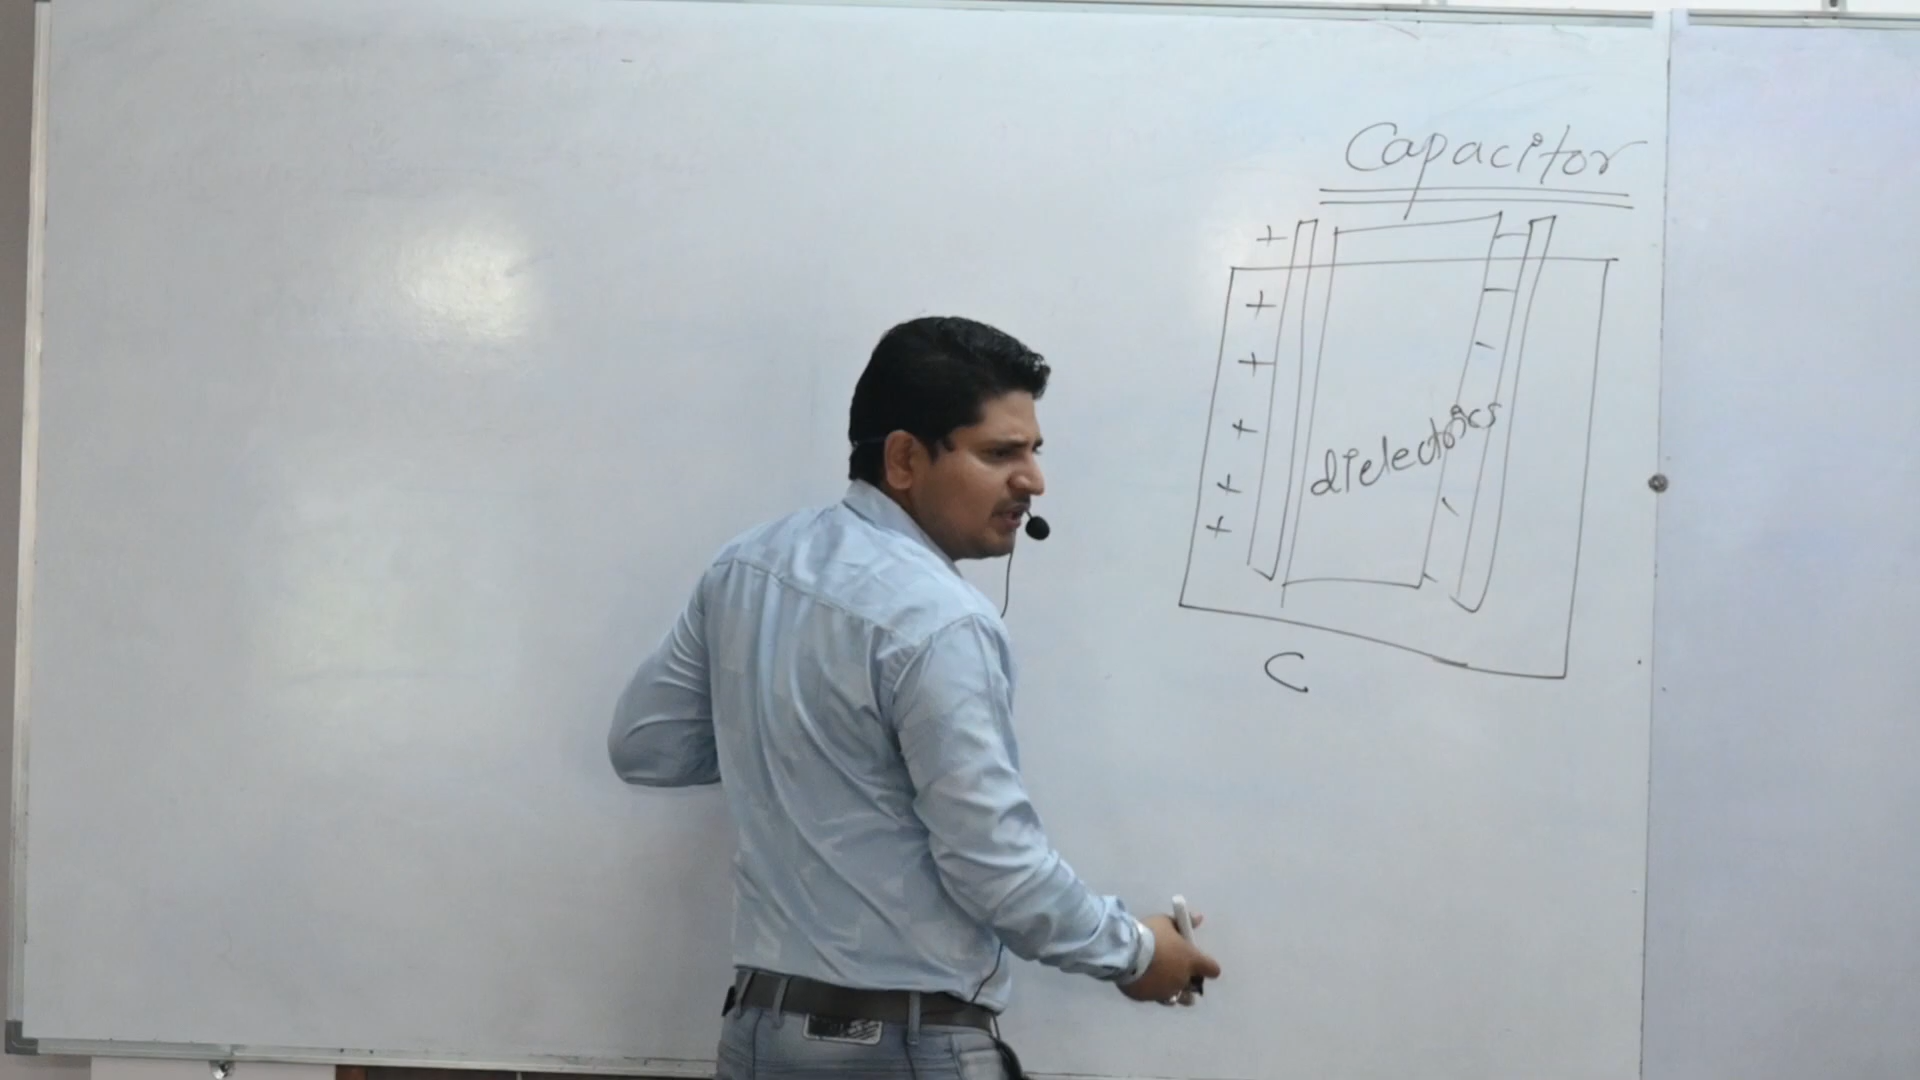 Capacitor
+ −
+ −
+ −
+
dielectrics
+
+ −
C